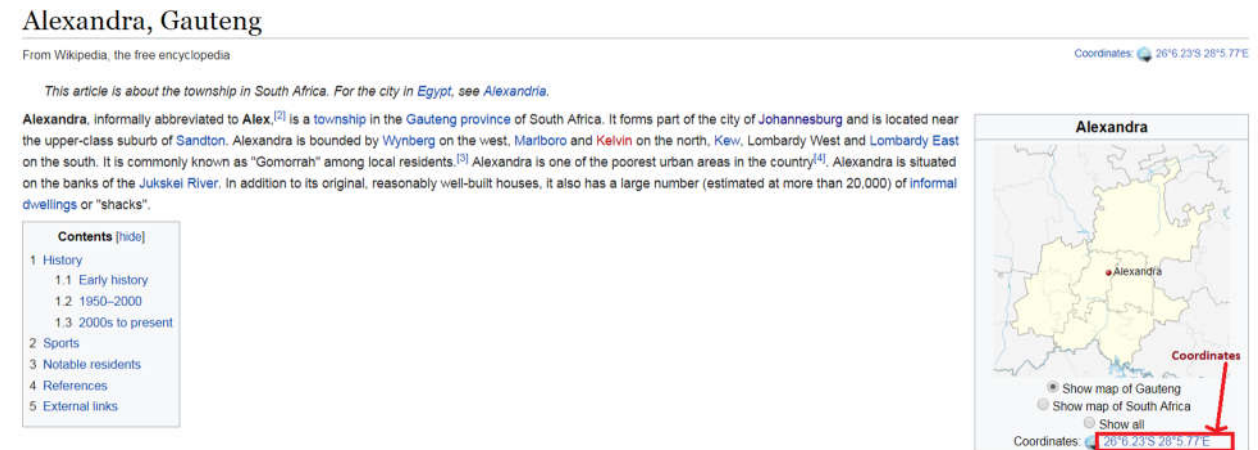 Alexandra, Gauteng
From Wikipedia, the free encyclopedia
Coordinates: 26°6.23'S 28°5.77'E
This article is about the township in South Africa. For the city in Egypt, see Alexandria.
Alexandra, informally abbreviated to Alex,[2] is a township in the Gauteng province of South Africa. It forms part of the city of Johannesburg and is located near
the upper-class suburb of Sandton. Alexandra is bounded by Wynberg on the west, Marlboro and Kelvin on the north, Kew, Lombardy West and Lombardy East
on the south. It is commonly known as "Gomorrah" among local residents.[3] Alexandra is one of the poorest urban areas in the country[4]. Alexandra is situated
on the banks of the Jukskei River. In addition to its original, reasonably well-built houses, it also has a large number (estimated at more than 20,000) of informal
dwellings or "shacks".
Contents [hide]
1 History
1.1 Early history
1.2 1950–2000
1.3 2000s to present
2 Sports
3 Notable residents
4 References
5 External links
Alexandra
Alexandra
Coordinates
Show map of Gauteng
Show map of South Africa
Show all
Coordinates: 26°6.23'S 28°5.77'E